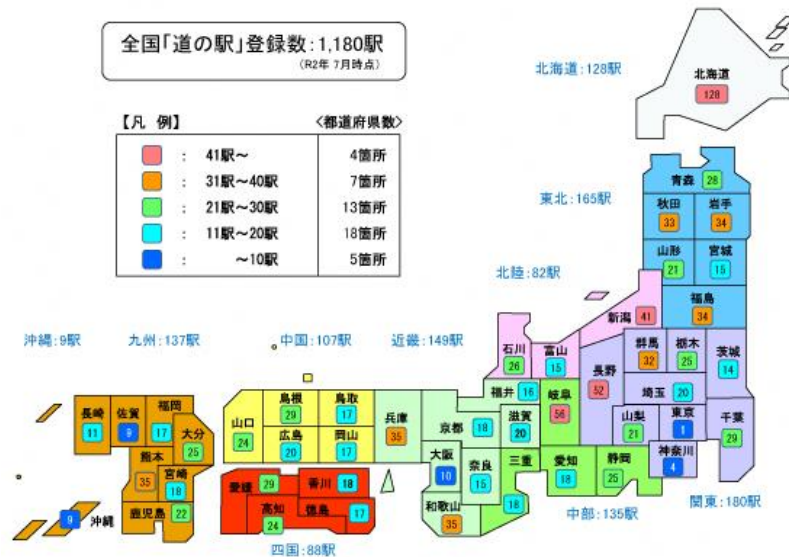 全国「道の駅」登録数:1,180駅
(R2年 7月時点)
【凡 例】 <都道府県数>
: 41駅～ 4箇所
: 31駅～40駅 7箇所
: 21駅～30駅 13箇所
: 11駅～20駅 18箇所
: ～10駅 5箇所
北海道:128駅
北海道
128
東北:165駅
青森 28
秋田 岩手
33 34
山形 宮城
21 15
福島
34
北陸:82駅
新潟 41
石川 富山
26 15
福井 16
関東:180駅
群馬 栃木 茨城
32 25 14
長野
52
埼玉 20
山梨 東京 千葉
21 1 29
神奈川
4
中部:135駅
岐阜
56
愛知 静岡
18 25
三重
18
近畿:149駅
兵庫
35
京都 18
滋賀
20
大阪
10
奈良
15
和歌山
35
中国:107駅
島根 鳥取
29 17
山口
24
広島 岡山
20 17
四国:88駅
愛媛 29
香川 18
高知
24
徳島 17
九州:137駅
長崎 佐賀 福岡
11 9 17
大分
25
熊本
35
宮崎
18
鹿児島 22
沖縄:9駅
9 沖縄